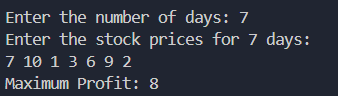 Enter the number of days: 7
Enter the stock prices for 7 days:
7 10 1 3 6 9 2
Maximum Profit: 8